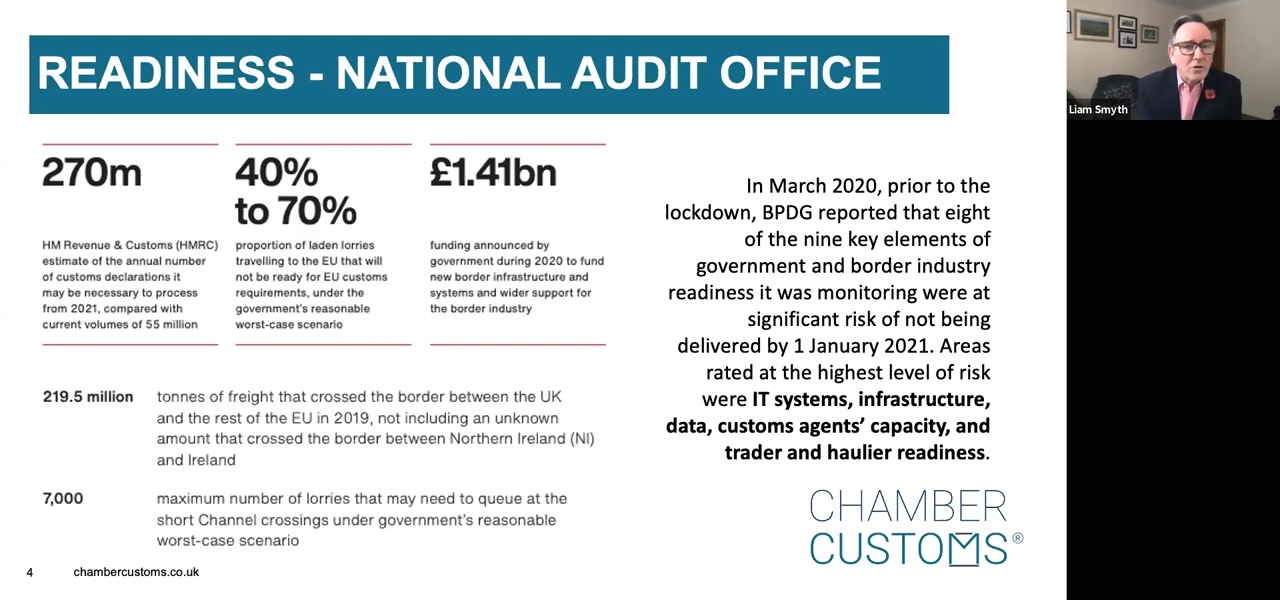 READINESS - NATIONAL AUDIT OFFICE
270m
HM Revenue & Customs (HMRC)
estimate of the annual number
of customs declarations it
may be necessary to process
from 2021, compared with
current volumes of 55 million
40%
to 70%
proportion of laden lorries
travelling to the EU that will
not be ready for EU customs
requirements, under the
government's reasonable
worst-case scenario
£1.41bn
funding announced by
government during 2020 to fund
new border infrastructure and
systems and wider support for
the border industry
219.5 million
tonnes of freight that crossed the border between the UK
and the rest of the EU in 2019, not including an unknown
amount that crossed the border between Northern Ireland (NI)
and Ireland
7,000
maximum number of lorries that may need to queue at the
short Channel crossings under government's reasonable
worst-case scenario
In March 2020, prior to the
lockdown, BPDG reported that eight
of the nine key elements of
government and border industry
readiness it was monitoring were at
significant risk of not being
delivered by 1 January 2021. Areas
rated at the highest level of risk
were IT systems, infrastructure,
data, customs agents' capacity, and
trader and haulier readiness.
CHAMBER
CUSTOMS®
4
chambercustoms.co.uk
Liam Smyth